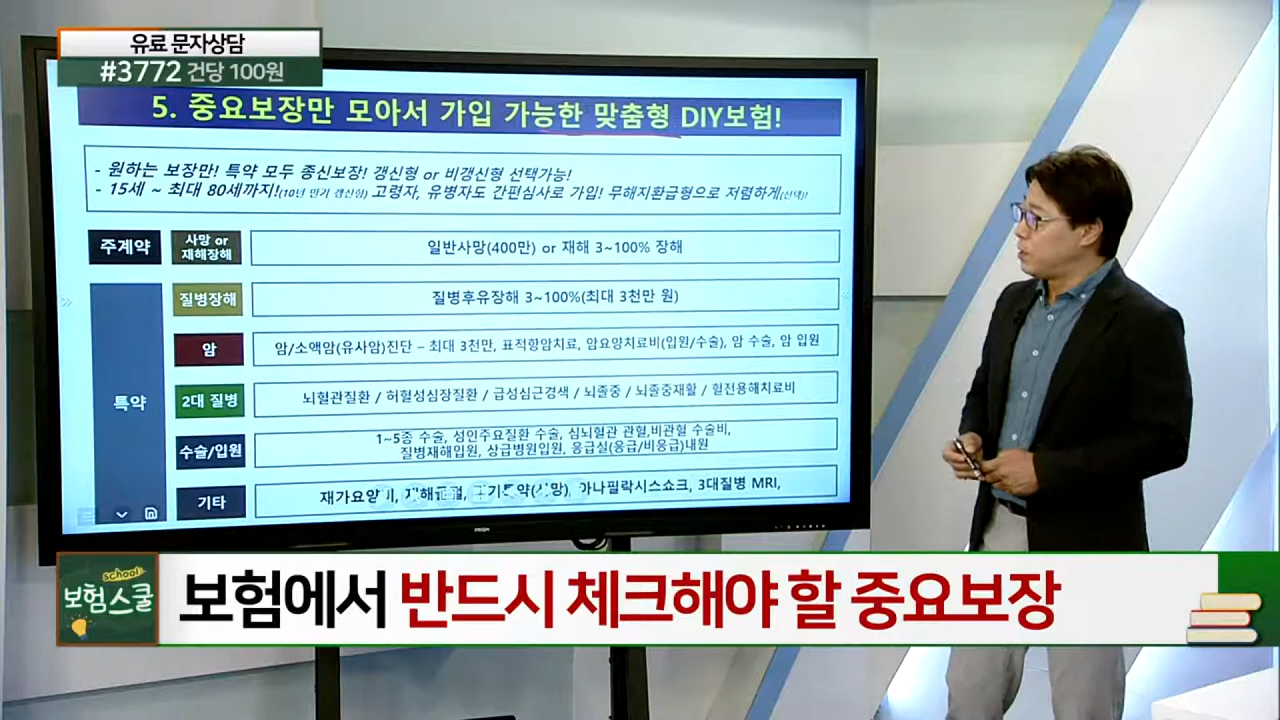 유료 문자상담
#3772 건당 100원
5. 중요보장만 모아서 가입 가능한 맞춤형 DIY보험!
- 원하는 보장만! 특약 모두 종신보장! 갱신형 or 비갱신형 선택가능!
- 15세 ~ 최대 80세까지!(10년 만기 갱신형) 고령자, 유병자도 간편심사로 가입! 무해지환급형으로 저렴하게(선택)!
주계약
사망 or
재해장해
일반사망(400만) or 재해 3~100% 장해
특약
질병장해
질병후유장해 3~100%(최대 3천만 원)
암
암/소액암(유사암)진단 – 최대 3천만, 표적항암치료, 암요양치료비(입원/수술), 암 수술, 암 입원
2대 질병
뇌혈관질환 / 허혈성심장질환 / 급성심근경색 / 뇌졸중 / 뇌졸중재활 / 혈전용해치료비
수술/입원
1~5종 수술, 성인주요질환 수술, 심뇌혈관 관혈,비관혈 수술비,
질병재해입원, 상급병원입원, 응급실(응급/비응급)내원
기타
재가요양비, 아나필락시스쇼크, 3대질병 MRI,
PRISM
school
보험스쿨
보험에서 반드시 체크해야 할 중요보장